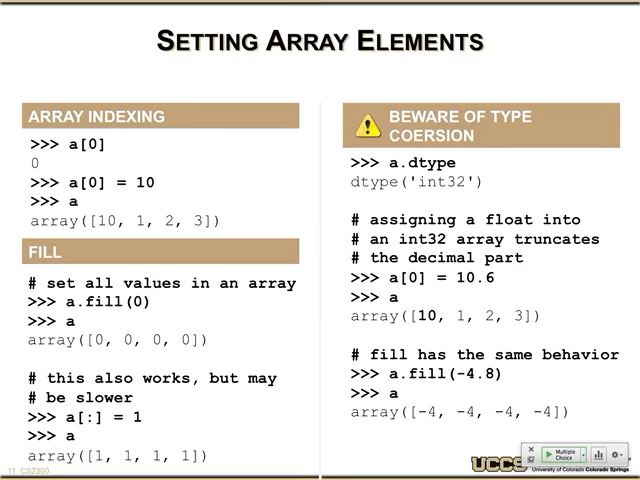 SETTING ARRAY ELEMENTS
ARRAY INDEXING
>>> a[0]
0
>>> a[0] = 10
>>> a
array([10, 1, 2, 3])
FILL
# set all values in an array
>>> a.fill(0)
>>> a
array([0, 0, 0, 0])
# this also works, but may
# be slower
>>> a[:] = 1
>>> a
array([1, 1, 1, 1])
11 CS2300
BEWARE OF TYPE
COERSION
>>> a.dtype
dtype('int32')
# assigning a float into
# an int32 array truncates
# the decimal part
>>> a[0] = 10.6
>>> a
array([10, 1, 2, 3])
# fill has the same behavior
>>> a.fill(-4.8)
>>> a
array([-4, -4, -4, -4])
Multiple
Choice
UCCS
University of Colorado Colorado Springs